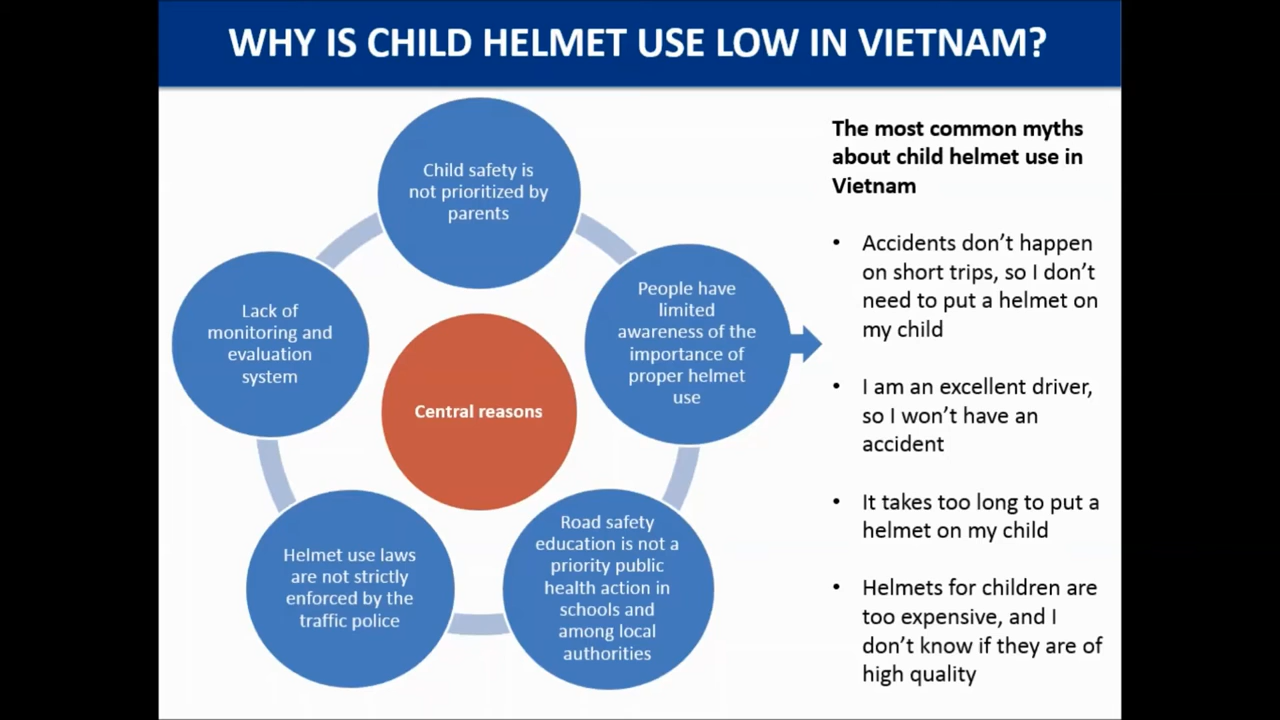 WHY IS CHILD HELMET USE LOW IN VIETNAM?
Child safety is
not prioritized by
parents
People have
limited
awareness of the
importance of
proper helmet
use
Road safety
education is not a
priority public
health action in
schools and
among local
authorities
Helmet use laws
are not strictly
enforced by the
traffic police
Lack of
monitoring and
evaluation
system
Central reasons
The most common myths
about child helmet use in
Vietnam
• Accidents don’t happen
on short trips, so I don’t
need to put a helmet on
my child
• I am an excellent driver,
so I won’t have an
accident
• It takes too long to put a
helmet on my child
• Helmets for children are
too expensive, and I
don’t know if they are of
high quality